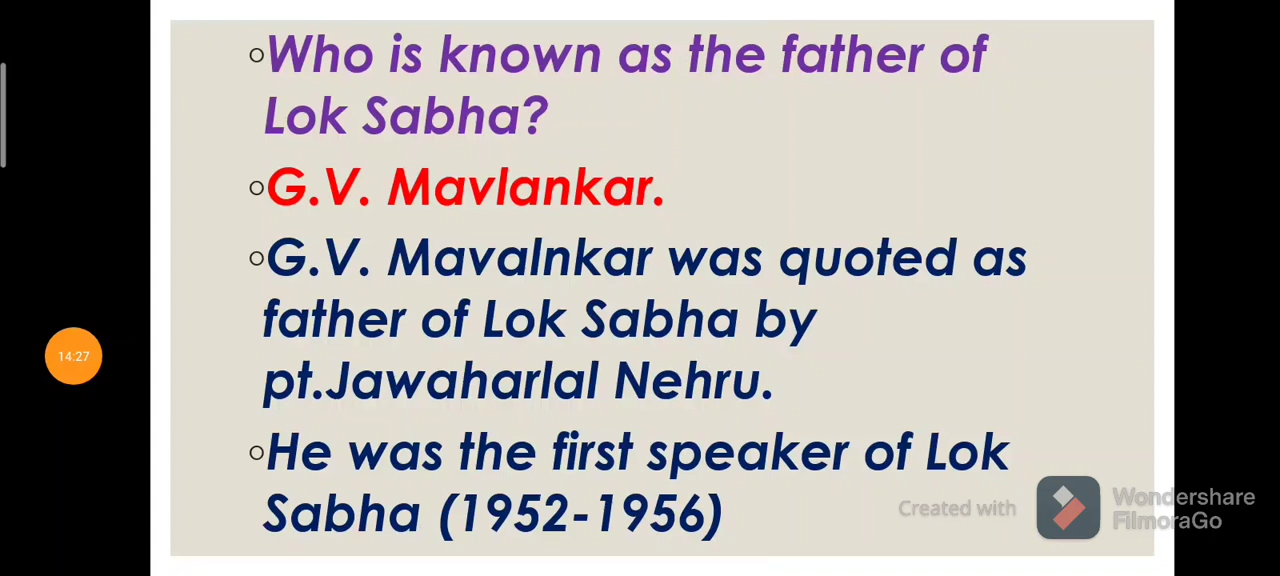 Who is known as the father of
Lok Sabha?
G.V. Mavlankar.
G.V. Mavalnkar was quoted as
father of Lok Sabha by
pt.Jawaharlal Nehru.
He was the first speaker of Lok
Sabha (1952-1956)
14:27
Created with
Wondershare
FilmoraGo